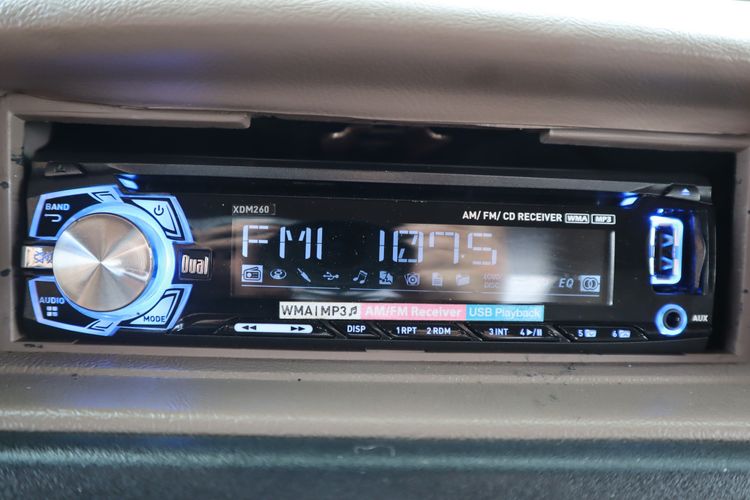 BAND
XDM260
AM/ FM/ CD RECEIVER WMA MP3
FM1 107.5
Dual
EQ
AUDIO
MODE
WMA | MP3 AM/FM Receiver USB Playback
AUX
DISP 1 RPT 2 RDM 3 INT 4 5 6